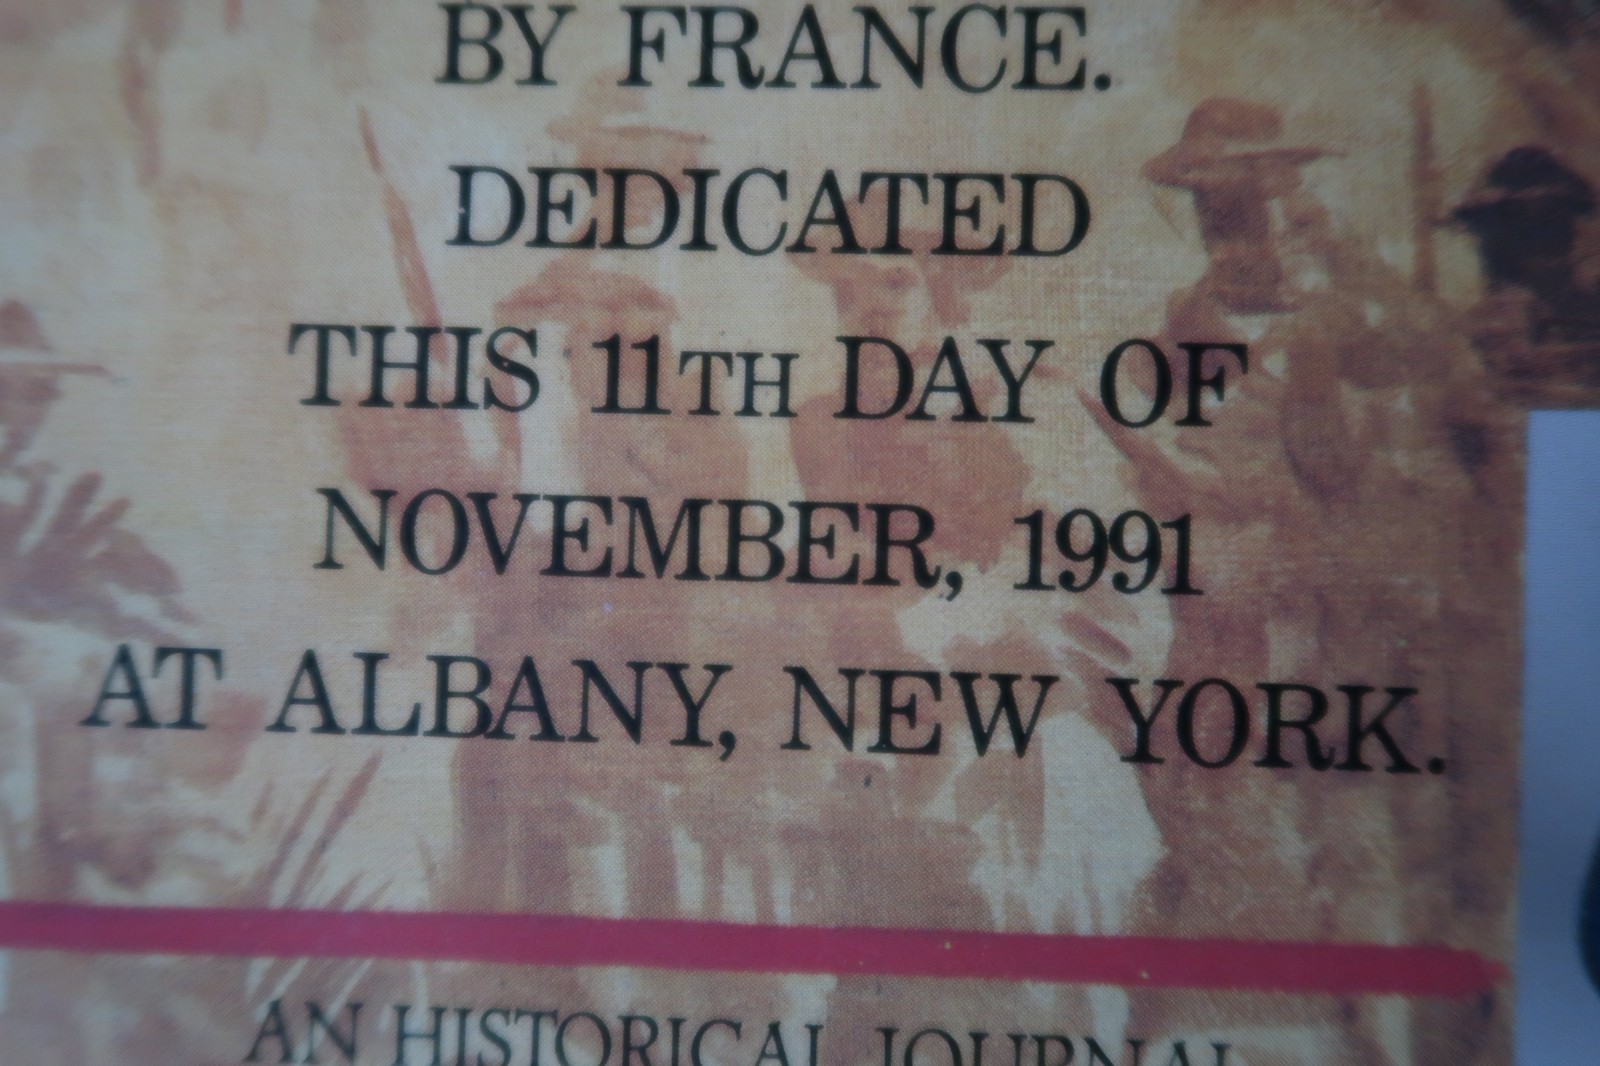 BY FRANCE.
DEDICATED
THIS 11TH DAY OF
NOVEMBER, 1991
AT ALBANY, NEW YORK.
AN HISTORICAL JOURNAL